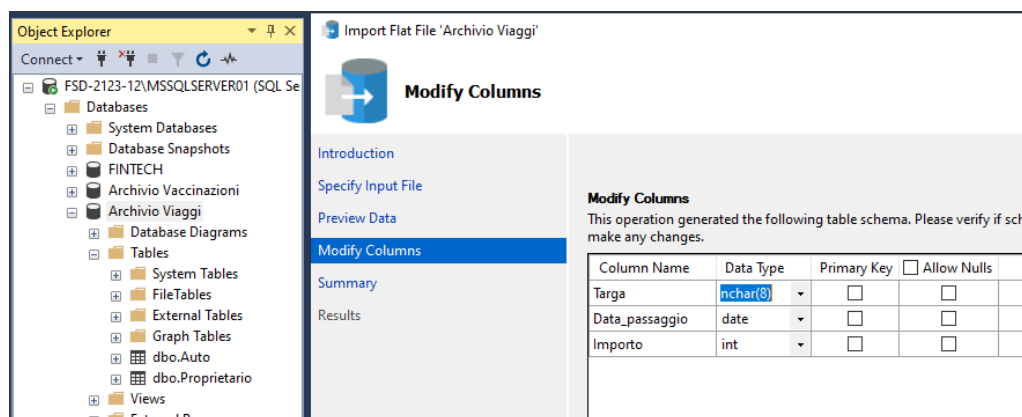 Object Explorer
Connect
FSD-2123-12\MSSQLSERVER01 (SQL Se
Databases
System Databases
Database Snapshots
FINTECH
Archivio Vaccinazioni
Archivio Viaggi
Database Diagrams
Tables
System Tables
FileTables
External Tables
Graph Tables
dbo.Auto
dbo.Proprietario
Views
Import Flat File 'Archivio Viaggi'
Modify Columns
Introduction
Specify Input File
Preview Data
Modify Columns
Summary
Results
Modify Columns
This operation generated the following table schema. Please verify if sch
make any changes.
Column Name Data Type Primary Key Allow Nulls
Targa nchar(8)
Data_passaggio date
Importo int